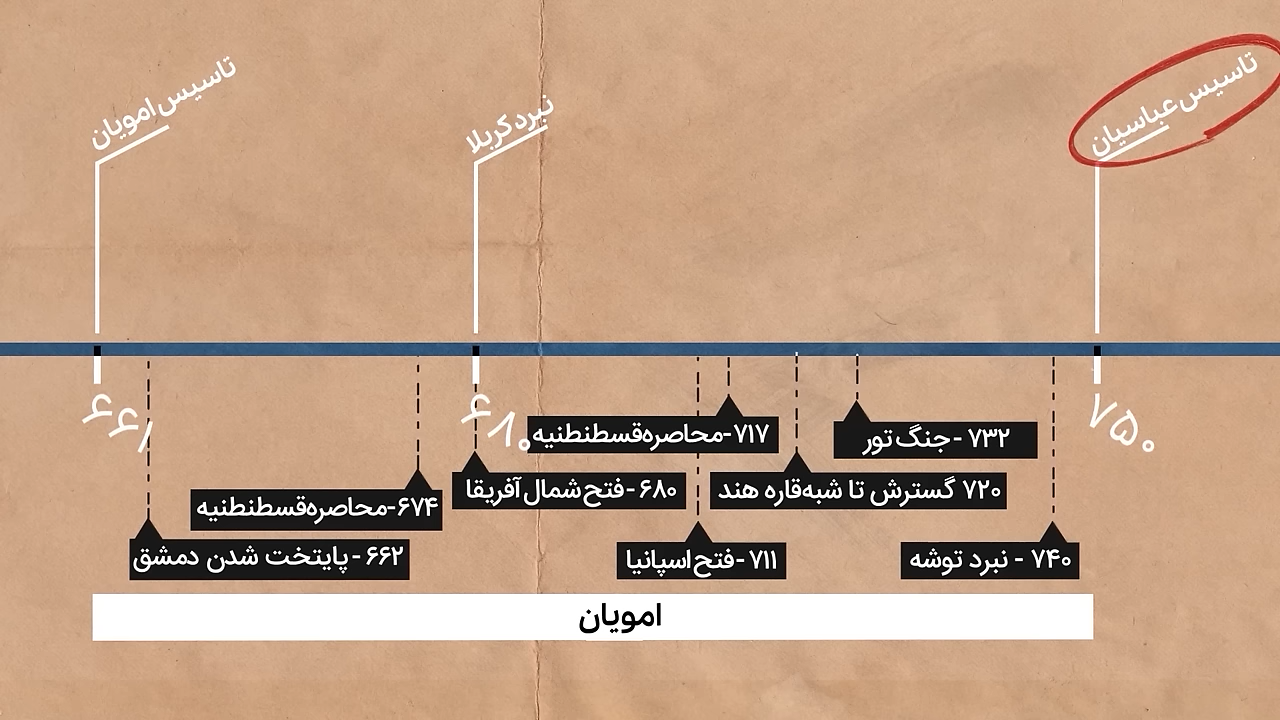 تاسیس امویان
نبرد کربلا
تاسیس عباسیان
۶۶۱
۶۸۰
۷۵۰
۷۱۷-محاصره قسطنطنیه
۷۳۲ - جنگ تور
۶۸۰ - فتح شمال آفریقا
۷۲۰ گسترش تا شبه‌قاره هند
۶۷۴-محاصره قسطنطنیه
۶۶۲ - پایتخت شدن دمشق
۷۱۱ - فتح اسپانیا
۷۴۰ - نبرد توشه
امویان